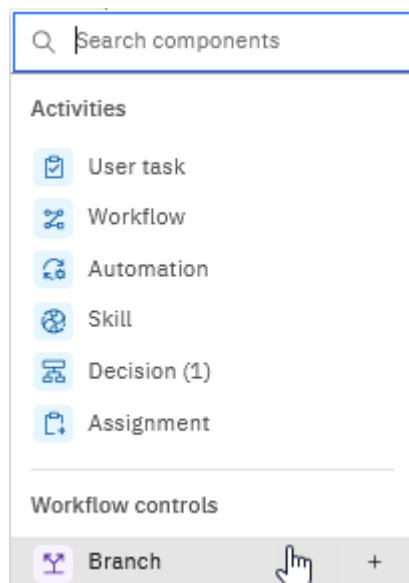 Search components
Activities
User task
Workflow
Automation
Skill
Decision (1)
Assignment
Workflow controls
Branch +